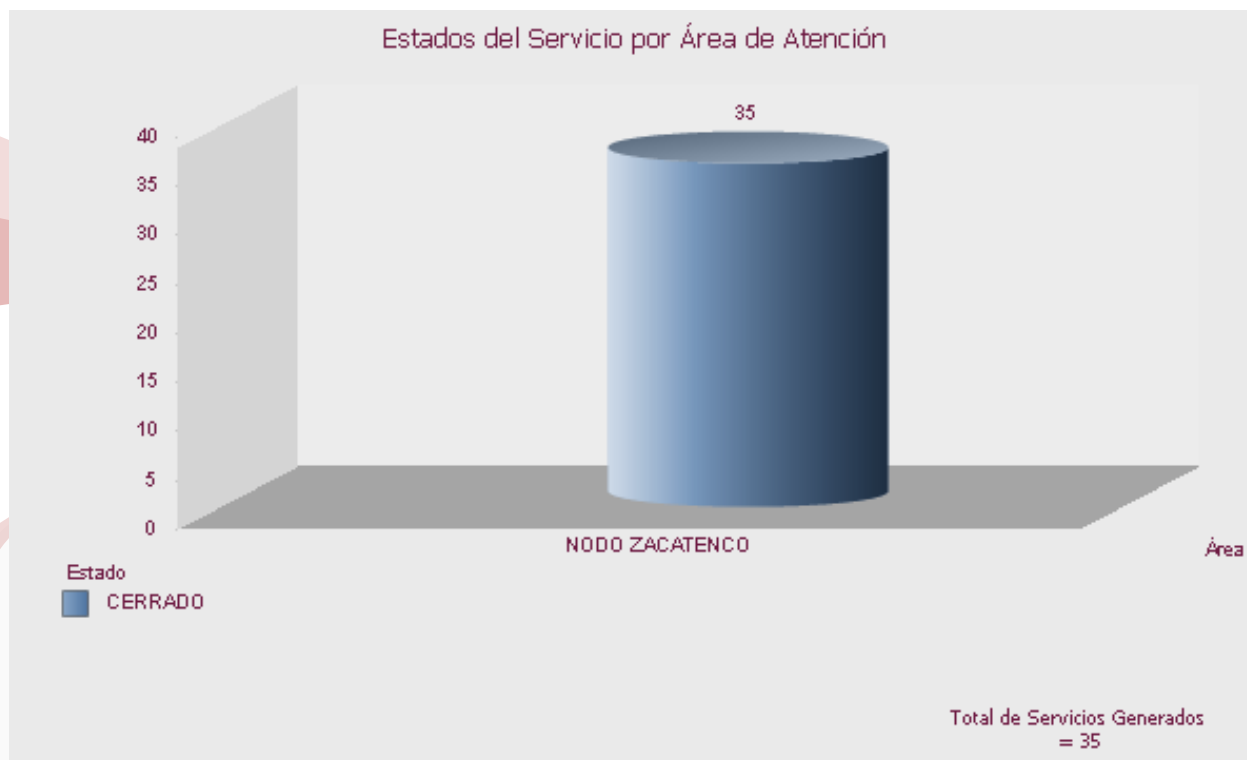 Estados del Servicio por Área de Atención
35
40
35
30
25
20
15
10
5
0
NODO ZACATENCO
Área
Estado
CERRADO
Total de Servicios Generados
= 35